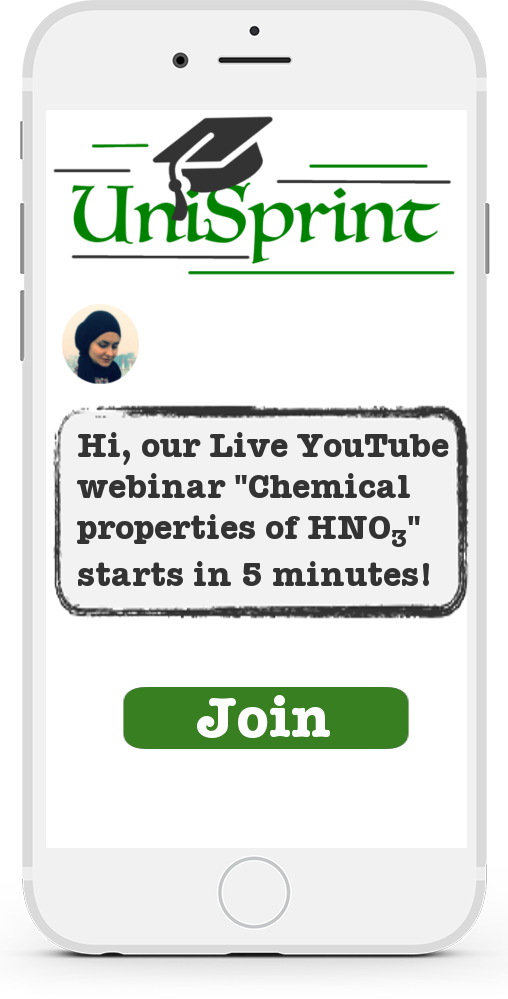 UniSprint
Hi, our Live YouTube
webinar "Chemical
properties of HNO₃"
starts in 5 minutes!
Join